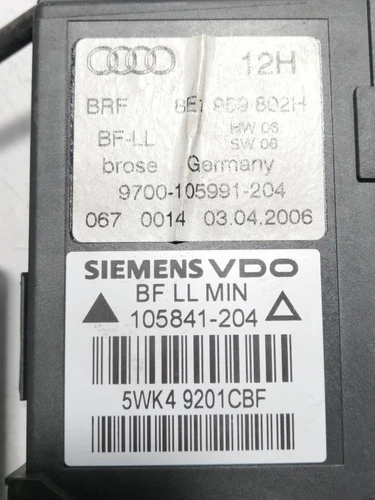 12H
BRF 8E1 959 802H
BF-LL HW 06
SW 06
brose Germany
9700-105991-204
067 0014 03.04.2006
SIEMENS VDO
BF LL MIN
105841-204
5WK4 9201CBF